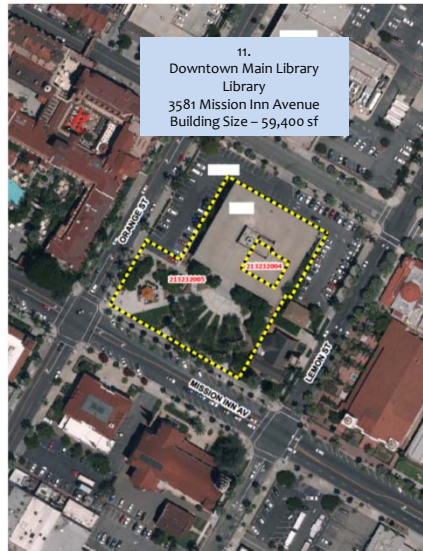 11.
Downtown Main Library
Library
3581 Mission Inn Avenue
Building Size – 59,400 sf
ORANGE ST
213232004
213232005
LEMON ST
MISSION INN AV